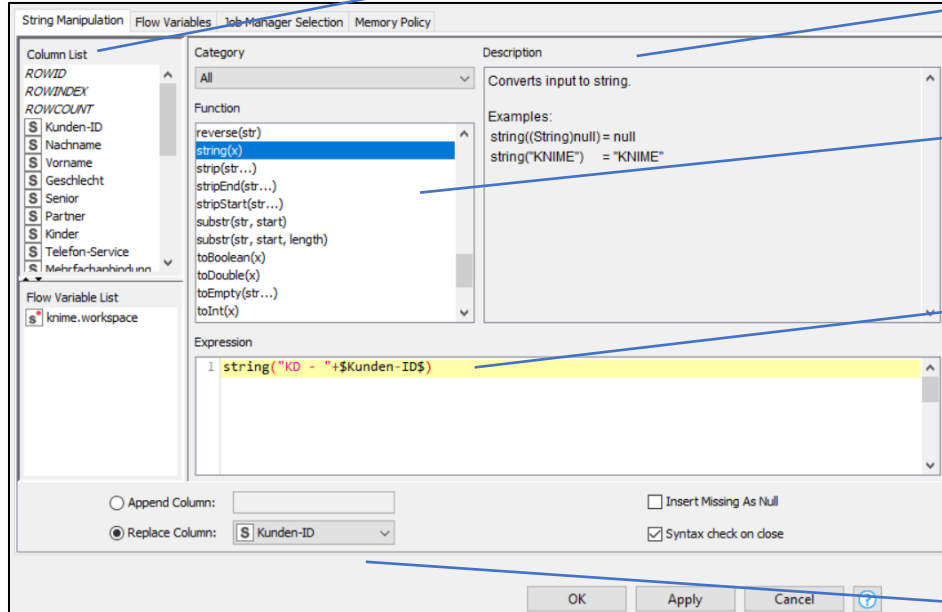 String Manipulation Flow Variables Job Manager Selection Memory Policy
Column List
ROWID
ROWINDEX
ROWCOUNT
S Kunden-ID
S Nachname
S Vorname
S Geschlecht
S Senior
S Partner
S Kinder
S Telefon-Service
S Mehrfachanbindung
Flow Variable List
s knime.workspace
Category
All
Function
reverse(str)
string(x)
strip(str...)
stripEnd(str...)
stripStart(str...)
substr(str, start)
substr(str, start, length)
toBoolean(x)
toDouble(x)
toEmpty(str...)
toInt(x)
Description
Converts input to string.
Examples:
string((String)null) = null
string("KNIME") = "KNIME"
Expression
1 string("KD - "+$Kunden-ID$)
Append Column:
Insert Missing As Null
Replace Column: S Kunden-ID
Syntax check on close
OK Apply Cancel ?